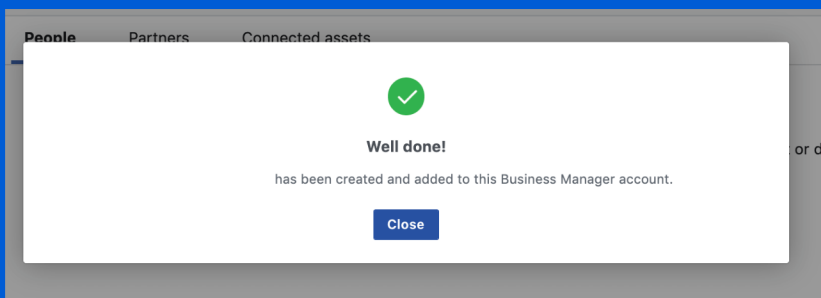 People Partners Connected assets
or d
Well done!
has been created and added to this Business Manager account.
Close